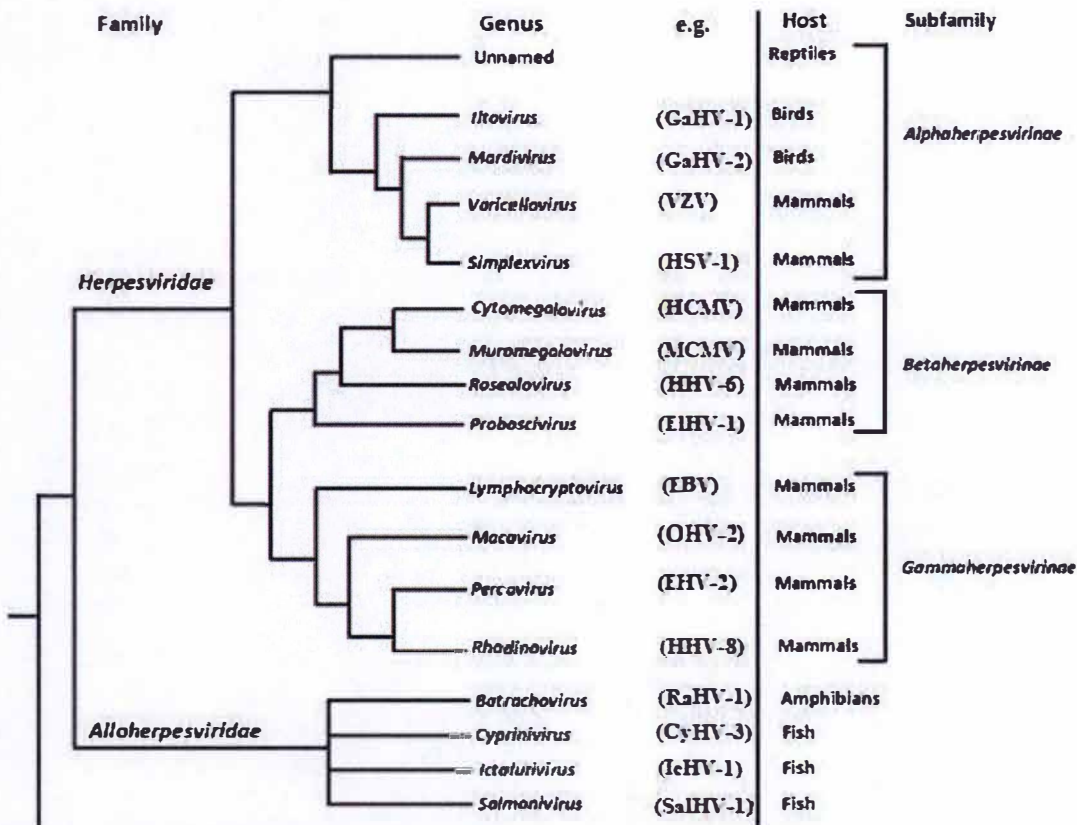 Family Genus e.g. Host Subfamily
Unnamed Reptiles
Iltovirus (GaHV-1) Birds
Alphaherpesvirinae
Mardivirus (GaHV-2) Birds
Varicellovirus (VZV) Mammals
Simplexvirus (HSV-1) Mammals
Herpesviridae
Cytomegalovirus (HCMV) Mammals
Muromegalovirus (MCMV) Mammals
Betaherpesvirinae
Roseolovirus (HHV-6) Mammals
Proboscivirus (ElHV-1) Mammals
Lymphocryptovirus (EBV) Mammals
Macavirus (OHV-2) Mammals
Gammaherpesvirinae
Percavirus (EHV-2) Mammals
Rhadinovirus (HHV-8) Mammals
Batrachovirus (RaHV-1) Amphibians
Alloherpesviridae
Cyprinivirus (CyHV-3) Fish
Ictalurivirus (IcHV-1) Fish
Salmonivirus (SalHV-1) Fish